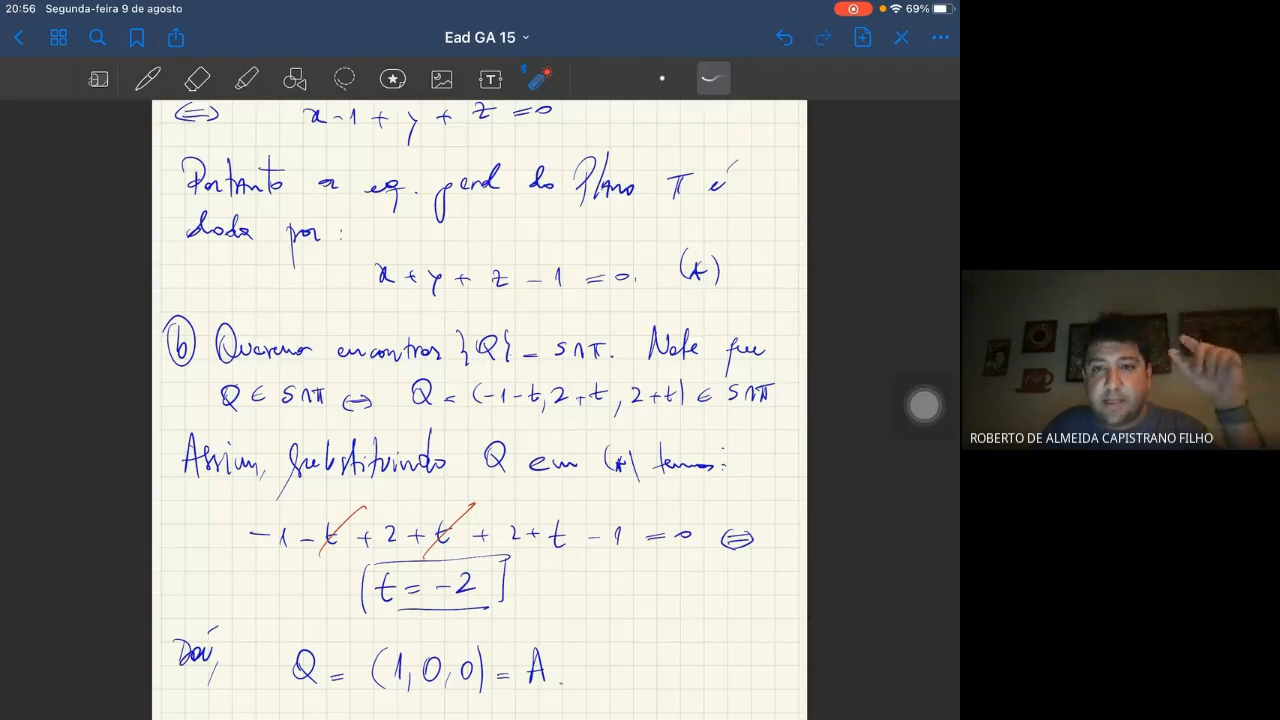 20:56 Segunda-feira 9 de agosto
69%
Ead GA 15
T
⟺ x-1+y+z=0
Portanto a eq. geral do Plano π é
dada por:
x+y+z-1=0. (*)
ⓑ Queremos encontrar {Q} = S∩π. Note que
Q ∈ S∩π ⟺ Q = (-1-t, 2+t, 2+t) ∈ S∩π
Assim, substituindo Q em (*) temos:
-1-t+2+t+2+t-1=0 ⟺
t=-2
Daí,
Q = (1,0,0) = A.
ROBERTO DE ALMEIDA CAPISTRANO FILHO